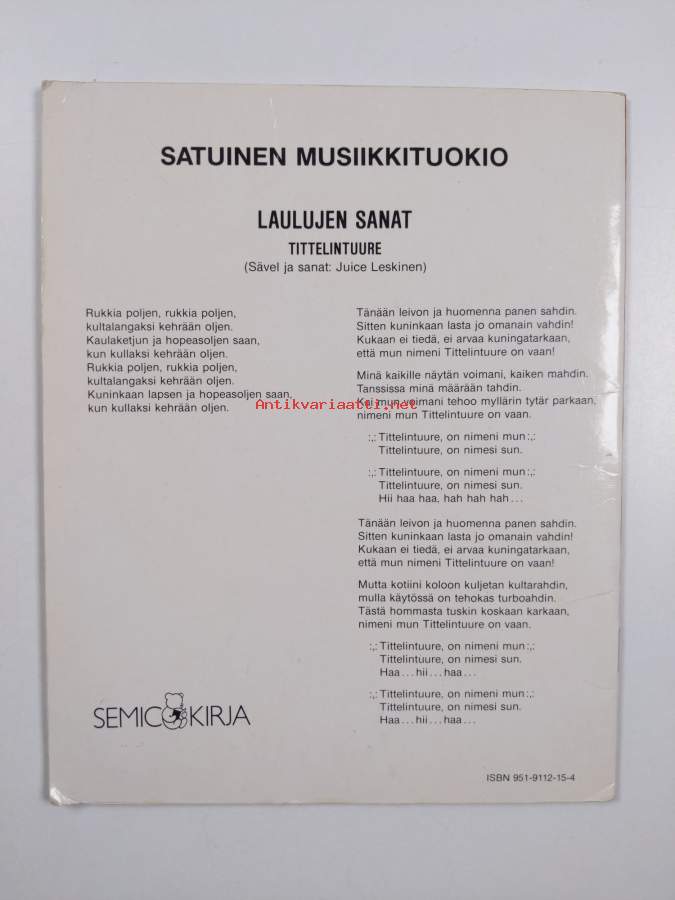 SATUINEN MUSIIKKITUOKIO
LAULUJEN SANAT
TITTELINTUURE
(Sävel ja sanat: Juice Leskinen)
Rukkia poljen, rukkia poljen,
kultalangaksi kehrään oljen.
Kaulaketjun ja hopeasoljen saan,
kun kullaksi kehrään oljen.
Rukkia poljen, rukkia poljen,
kultalangaksi kehrään oljen.
Kuninkaan lapsen ja hopeasoljen saan,
kun kullaksi kehrään oljen.
Tänään leivon ja huomenna panen sahdin.
Sitten kuninkaan lasta jo omanain vahdin!
Kukaan ei tiedä, ei arvaa kuningatarkaan,
että mun nimeni Tittelintuure on vaan!
Minä kaikille näytän voimani, kaiken mahdin.
Tanssissa minä määrään tahdin.
Kai mun voimani tehoo myllärin tytär parkaan,
nimeni mun Tittelintuure on vaan.
:,: Tittelintuure, on nimeni mun :,:
Tittelintuure, on nimesi sun.
:,: Tittelintuure, on nimeni mun :,:
Tittelintuure, on nimesi sun.
Hii haa haa, hah hah hah...
Tänään leivon ja huomenna panen sahdin.
Sitten kuninkaan lasta jo omanain vahdin!
Kukaan ei tiedä, ei arvaa kuningatarkaan,
että mun nimeni Tittelintuure on vaan!
Mutta kotiini koloon kuljetan kultarahdin,
mulla käytössä on tehokas turboahdin.
Tästä hommasta tuskin koskaan karkaan,
nimeni mun Tittelintuure on vaan.
:,: Tittelintuure, on nimeni mun :,:
Tittelintuure, on nimesi sun.
Haa...hii...haa...
:,: Tittelintuure, on nimeni mun :,:
Tittelintuure, on nimesi sun.
Haa...hii...haa...
SEMIC KIRJA
ISBN 951-9112-15-4
Antikvariaatti.net